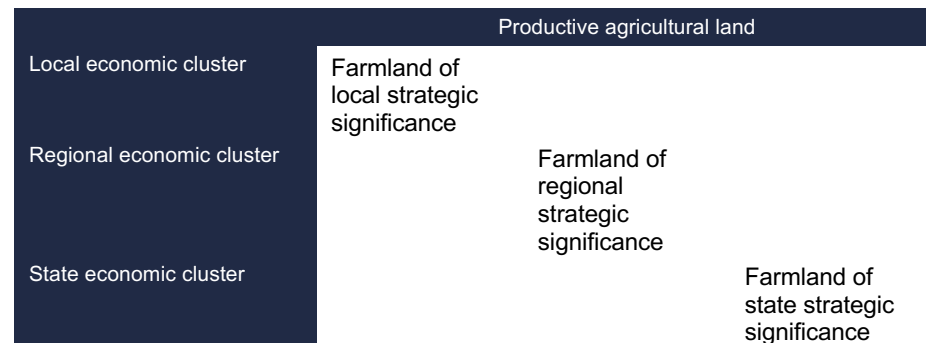 Productive agricultural land
Local economic cluster
Farmland of
local strategic
significance
Regional economic cluster
Farmland of
regional
strategic
significance
State economic cluster
Farmland of
state strategic
significance